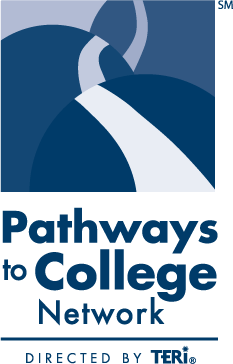 SM
Pathways
to College
Network
DIRECTED BY TERi®